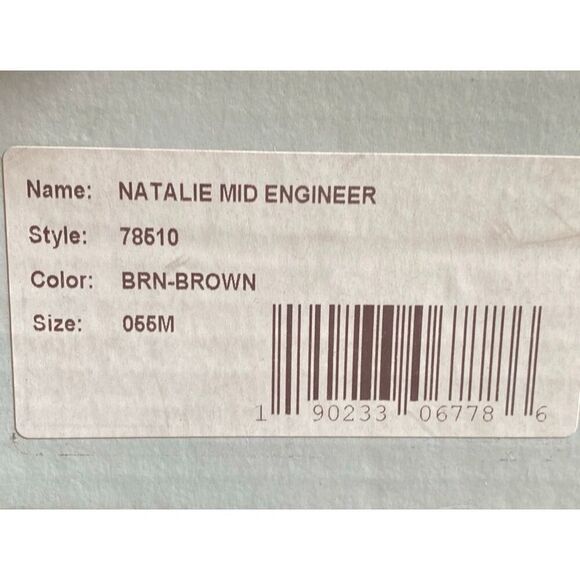 Name: NATALIE MID ENGINEER
Style: 78510
Color: BRN-BROWN
Size: 055M
1 90233 06778 6